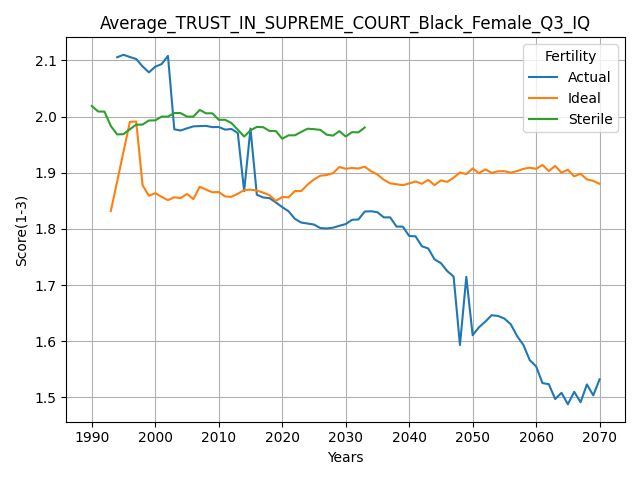 Average_TRUST_IN_SUPREME_COURT_Black_Female_Q3_IQ
Fertility
Actual
Ideal
Sterile
Score(1-3)
2.1
2.0
1.9
1.8
1.7
1.6
1.5
1990 2000 2010 2020 2030 2040 2050 2060 2070
Years